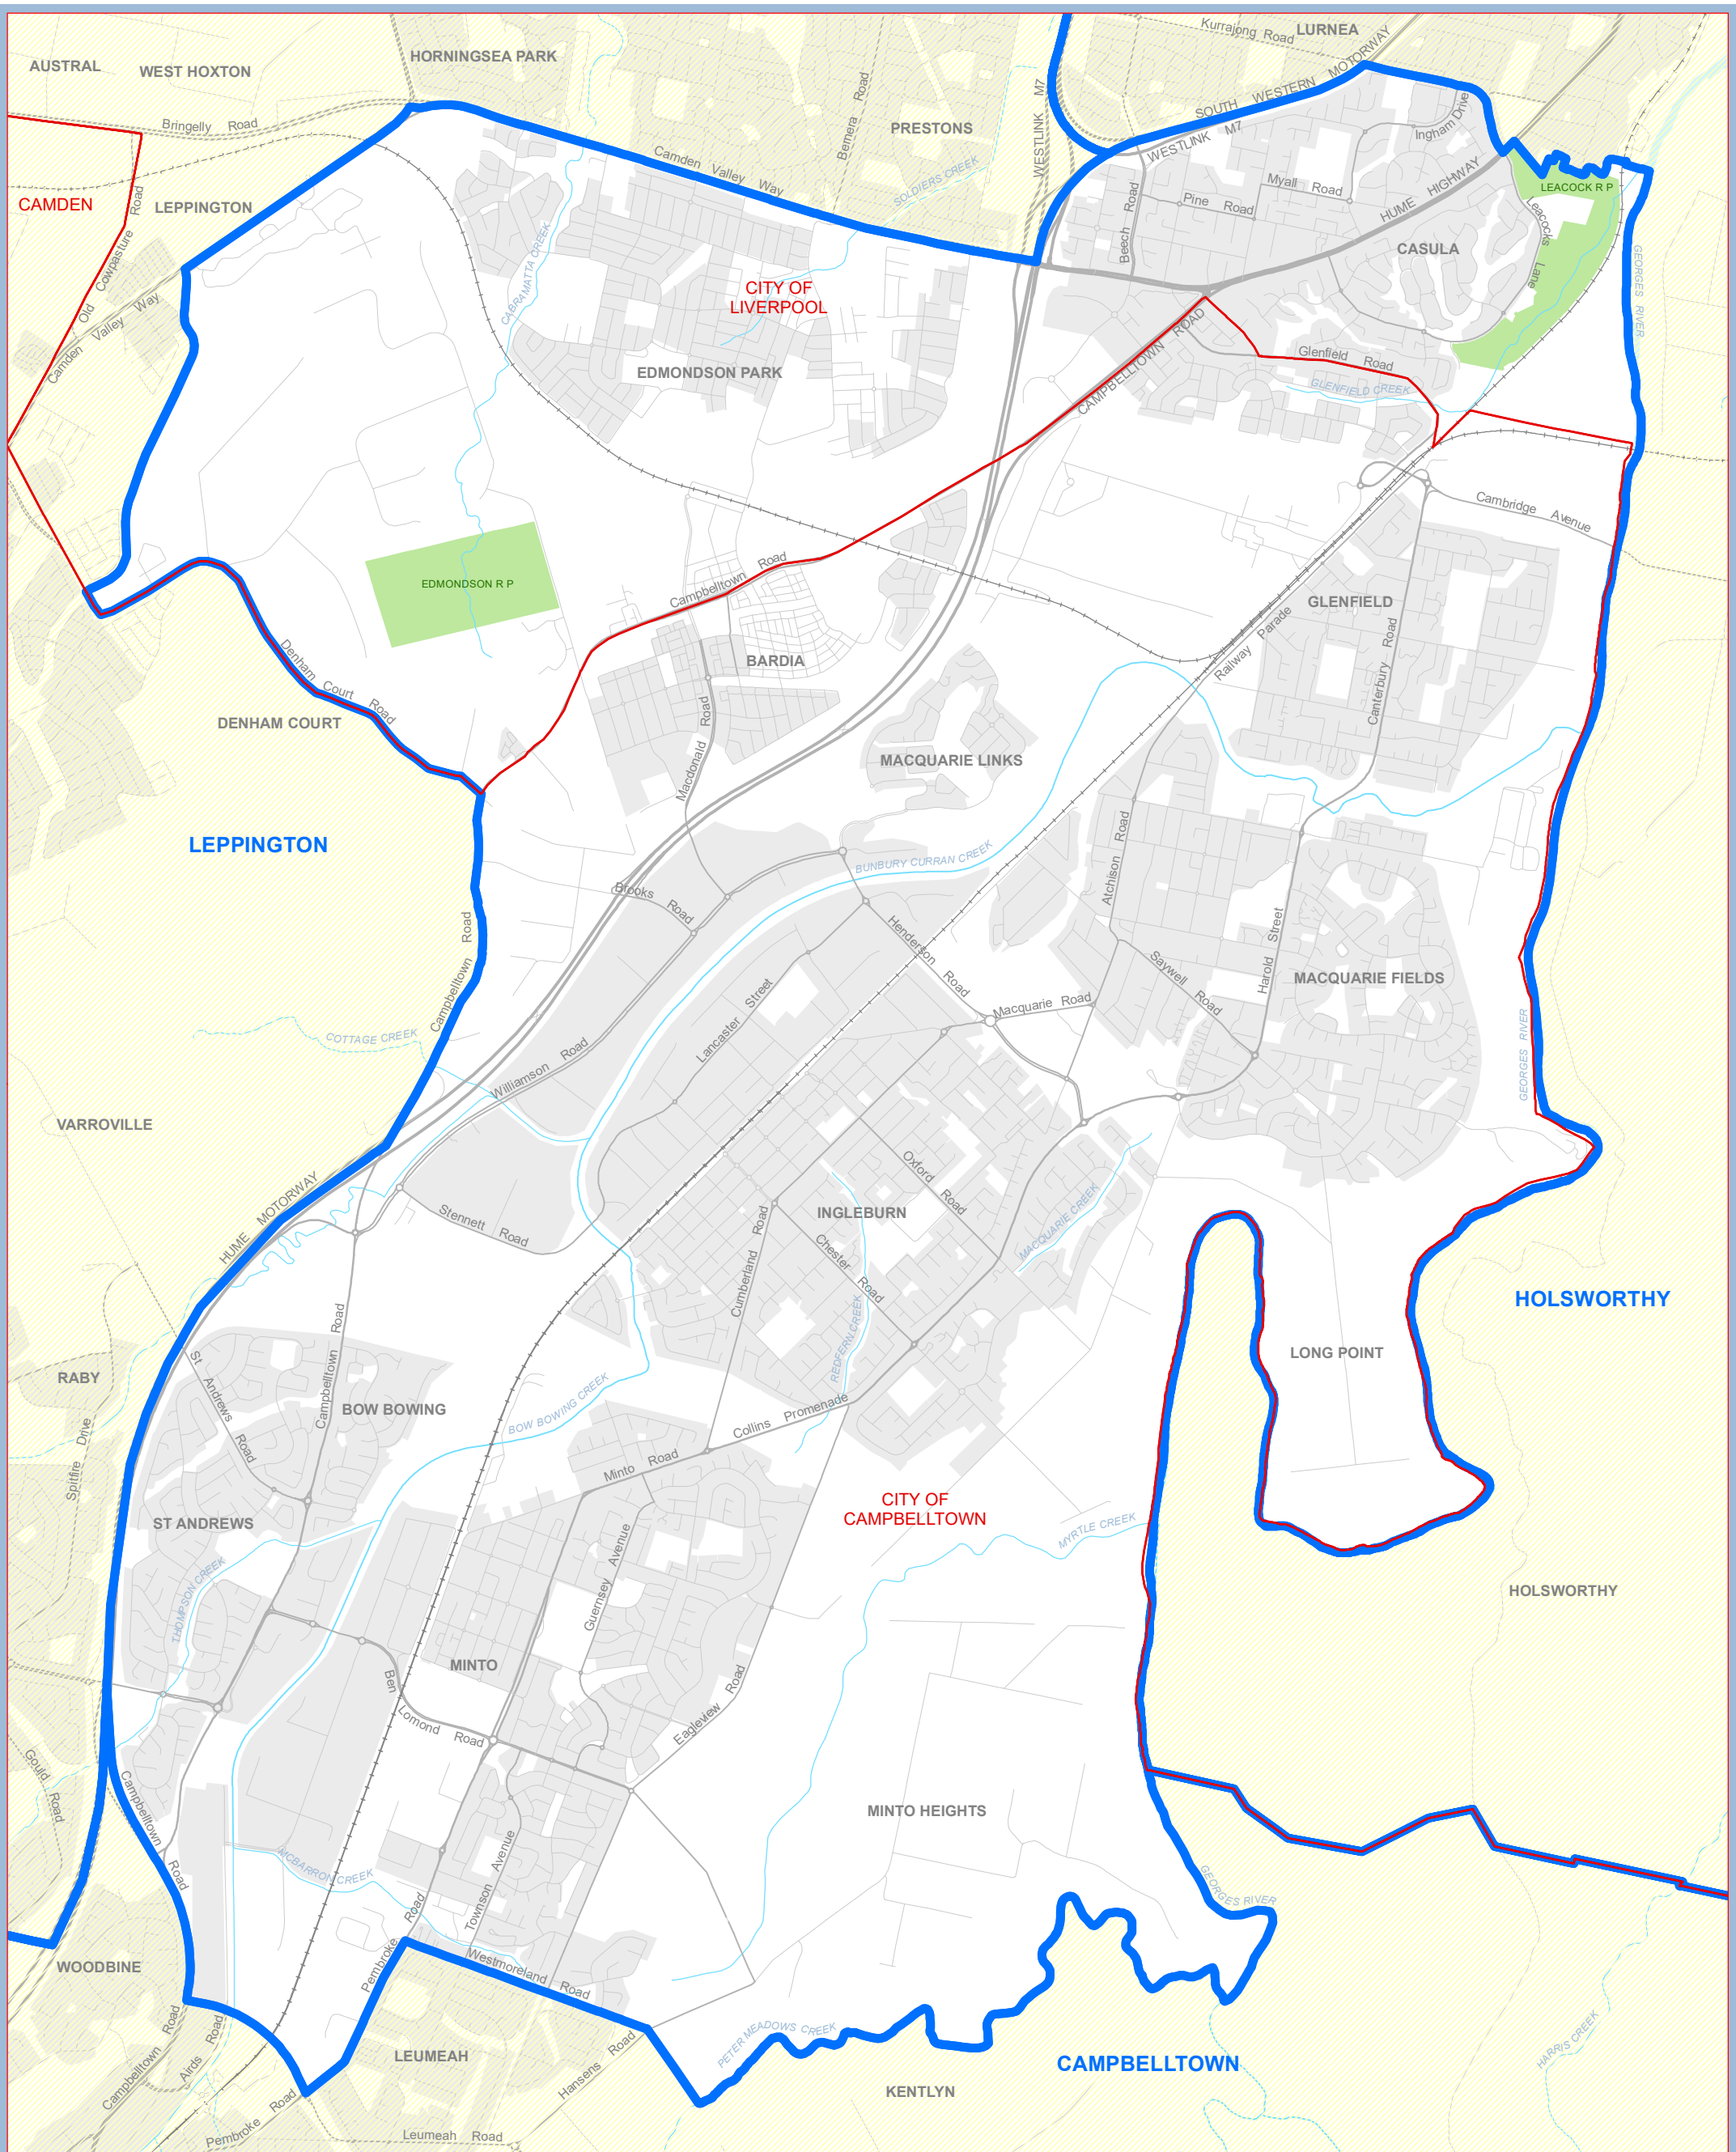 Kurrajong Road
LURNEA
HORNINGSEA PARK
AUSTRAL
WEST HOXTON
SOUTH WESTERN MOTORWAY
WESTLINK M7
Bringelly Road
Bernera Road
PRESTONS
Camden Valley Way
SOLDIERS CREEK
WESTLINK M7
Ingham Drive
Myall Road
Pine Road
Beech Road
HUME HIGHWAY
LEACOCK R P
Leacocks Lane
CASULA
GEORGES RIVER
CAMDEN
LEPPINGTON
Old Cowpasture Road
Camden Valley Way
CABRAMATTA CREEK
CITY OF
LIVERPOOL
EDMONDSON PARK
CAMPBELLTOWN ROAD
Glenfield Road
GLENFIELD CREEK
Cambridge Avenue
EDMONDSON R P
Campbelltown Road
GLENFIELD
Railway Parade
Canterbury Road
BARDIA
Macdonald Road
Denham Court Road
DENHAM COURT
MACQUARIE LINKS
LEPPINGTON
BUNBURY CURRAN CREEK
Atchison Road
Brooks Road
Henderson Road
Campbelltown Road
Lancaster Street
Saywell Road
Harold Street
MACQUARIE FIELDS
Macquarie Road
COTTAGE CREEK
Williamson Road
GEORGES RIVER
VARROVILLE
HUME MOTORWAY
Stennett Road
Oxford Road
INGLEBURN
MACQUARIE CREEK
Cumberland Road
Chester Road
REDFERN CREEK
HOLSWORTHY
LONG POINT
RABY
St Andrews Road
Campbelltown Road
BOW BOWING
BOW BOWING CREEK
Spitfire Drive
Collins Promenade
Minto Road
CITY OF
CAMPBELLTOWN
ST ANDREWS
MYRTLE CREEK
THOMPSON CREEK
Guernsey Avenue
HOLSWORTHY
MINTO
Ben Lomond Road
Eagleview Road
Gould Road
Campbelltown Road
MINTO HEIGHTS
MCBARRON CREEK
Townson Avenue
GEORGES RIVER
Pembroke Road
Westmoreland Road
WOODBINE
PETER MEADOWS CREEK
HARRIS CREEK
Campbelltown Road
Airds Road
LEUMEAH
Hansens Road
CAMPBELLTOWN
KENTLYN
Pembroke Road
Leumeah Road